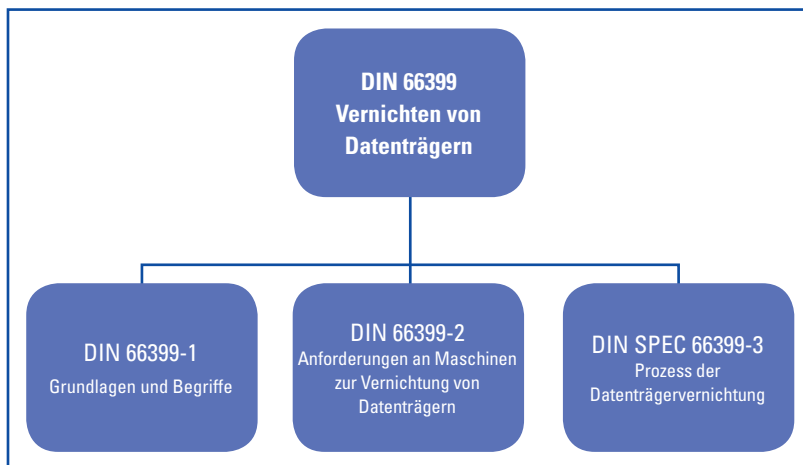 DIN 66399
Vernichten von
Datenträgern
DIN 66399-1
Grundlagen und Begriffe
DIN 66399-2
Anforderungen an Maschinen
zur Vernichtung von
Datenträgern
DIN SPEC 66399-3
Prozess der
Datenträgervernichtung